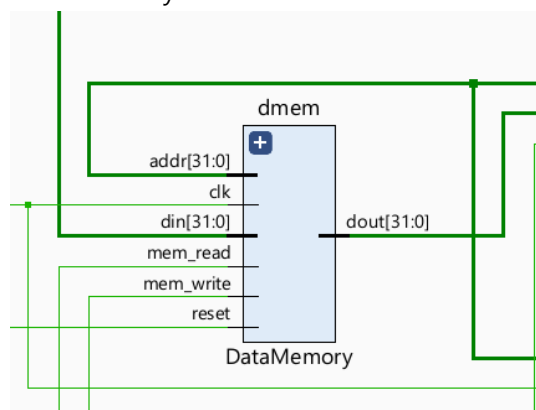 dmem
addr[31:0]
clk
din[31:0]
dout[31:0]
mem_read
mem_write
reset
DataMemory